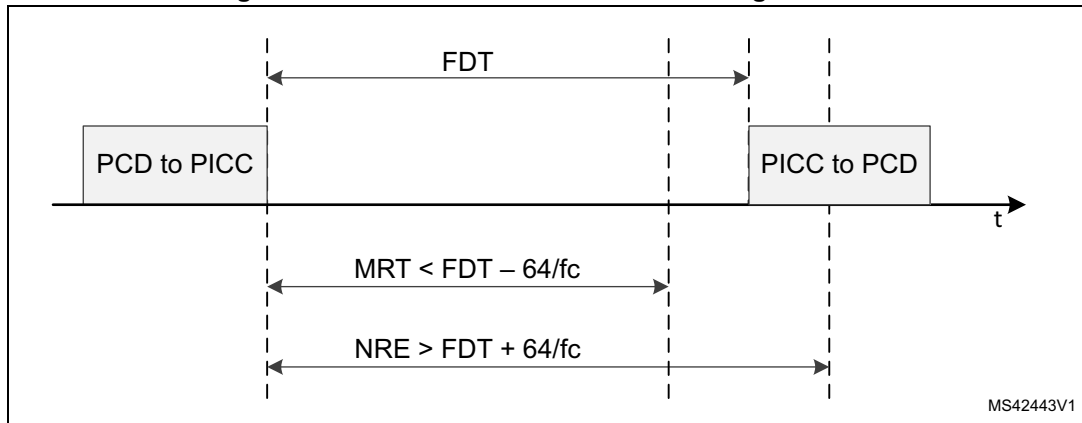 FDT
PCD to PICC
PICC to PCD
t
MRT < FDT – 64/fc
NRE > FDT + 64/fc
MS42443V1